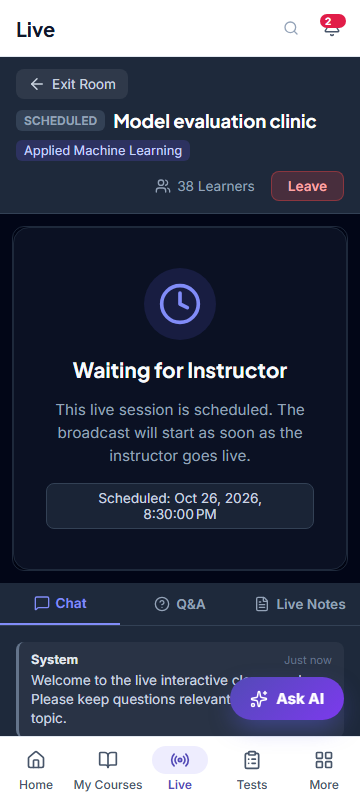 Live
2
Exit Room
SCHEDULED Model evaluation clinic
Applied Machine Learning
38 Learners Leave
Waiting for Instructor
This live session is scheduled. The
broadcast will start as soon as the
instructor goes live.
Scheduled: Oct 26, 2026,
8:30:00 PM
Chat Q&A Live Notes
System Just now
Welcome to the live interactive
Please keep questions relevant
topic.
Ask AI
Home My Courses Live Tests More